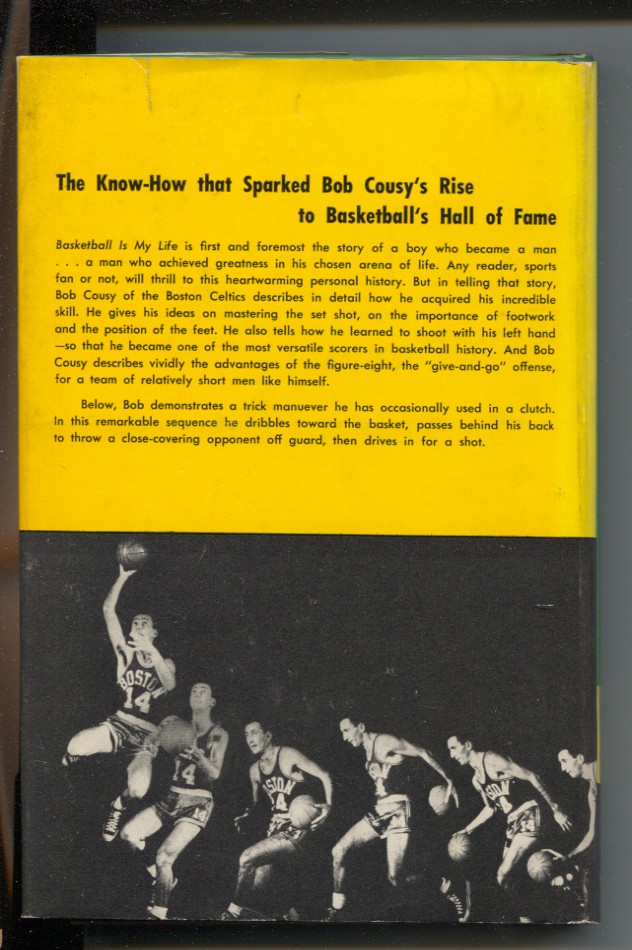 The Know-How that Sparked Bob Cousy's Rise
to Basketball's Hall of Fame
Basketball Is My Life is first and foremost the story of a boy who became a man
. . . a man who achieved greatness in his chosen arena of life. Any reader, sports
fan or not, will thrill to this heartwarming personal history. But in telling that story,
Bob Cousy of the Boston Celtics describes in detail how he acquired his incredible
skill. He gives his ideas on mastering the set shot, on the importance of footwork
and the position of the feet. He also tells how he learned to shoot with his left hand
—so that he became one of the most versatile scorers in basketball history. And Bob
Cousy describes vividly the advantages of the figure-eight, the "give-and-go" offense,
for a team of relatively short men like himself.
Below, Bob demonstrates a trick manuever he has occasionally used in a clutch.
In this remarkable sequence he dribbles toward the basket, passes behind his back
to throw a close-covering opponent off guard, then drives in for a shot.
BOSTON
14
14